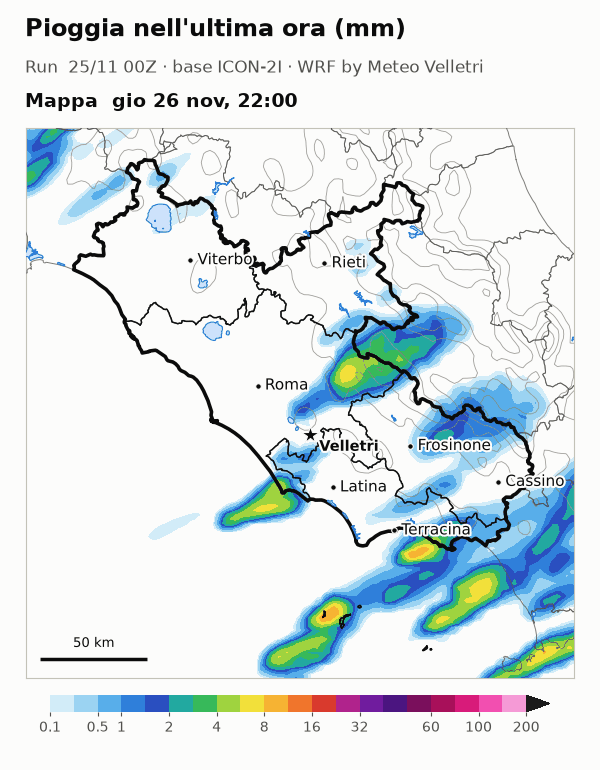 Pioggia nell'ultima ora (mm)
Run 25/11 00Z · base ICON-2I · WRF by Meteo Velletri
Mappa gio 26 nov, 22:00
Viterbo
Rieti
Roma
Velletri
Frosinone
Latina
Cassino
Terracina
50 km
0.1 0.5 1 2 4 8 16 32 60 100 200